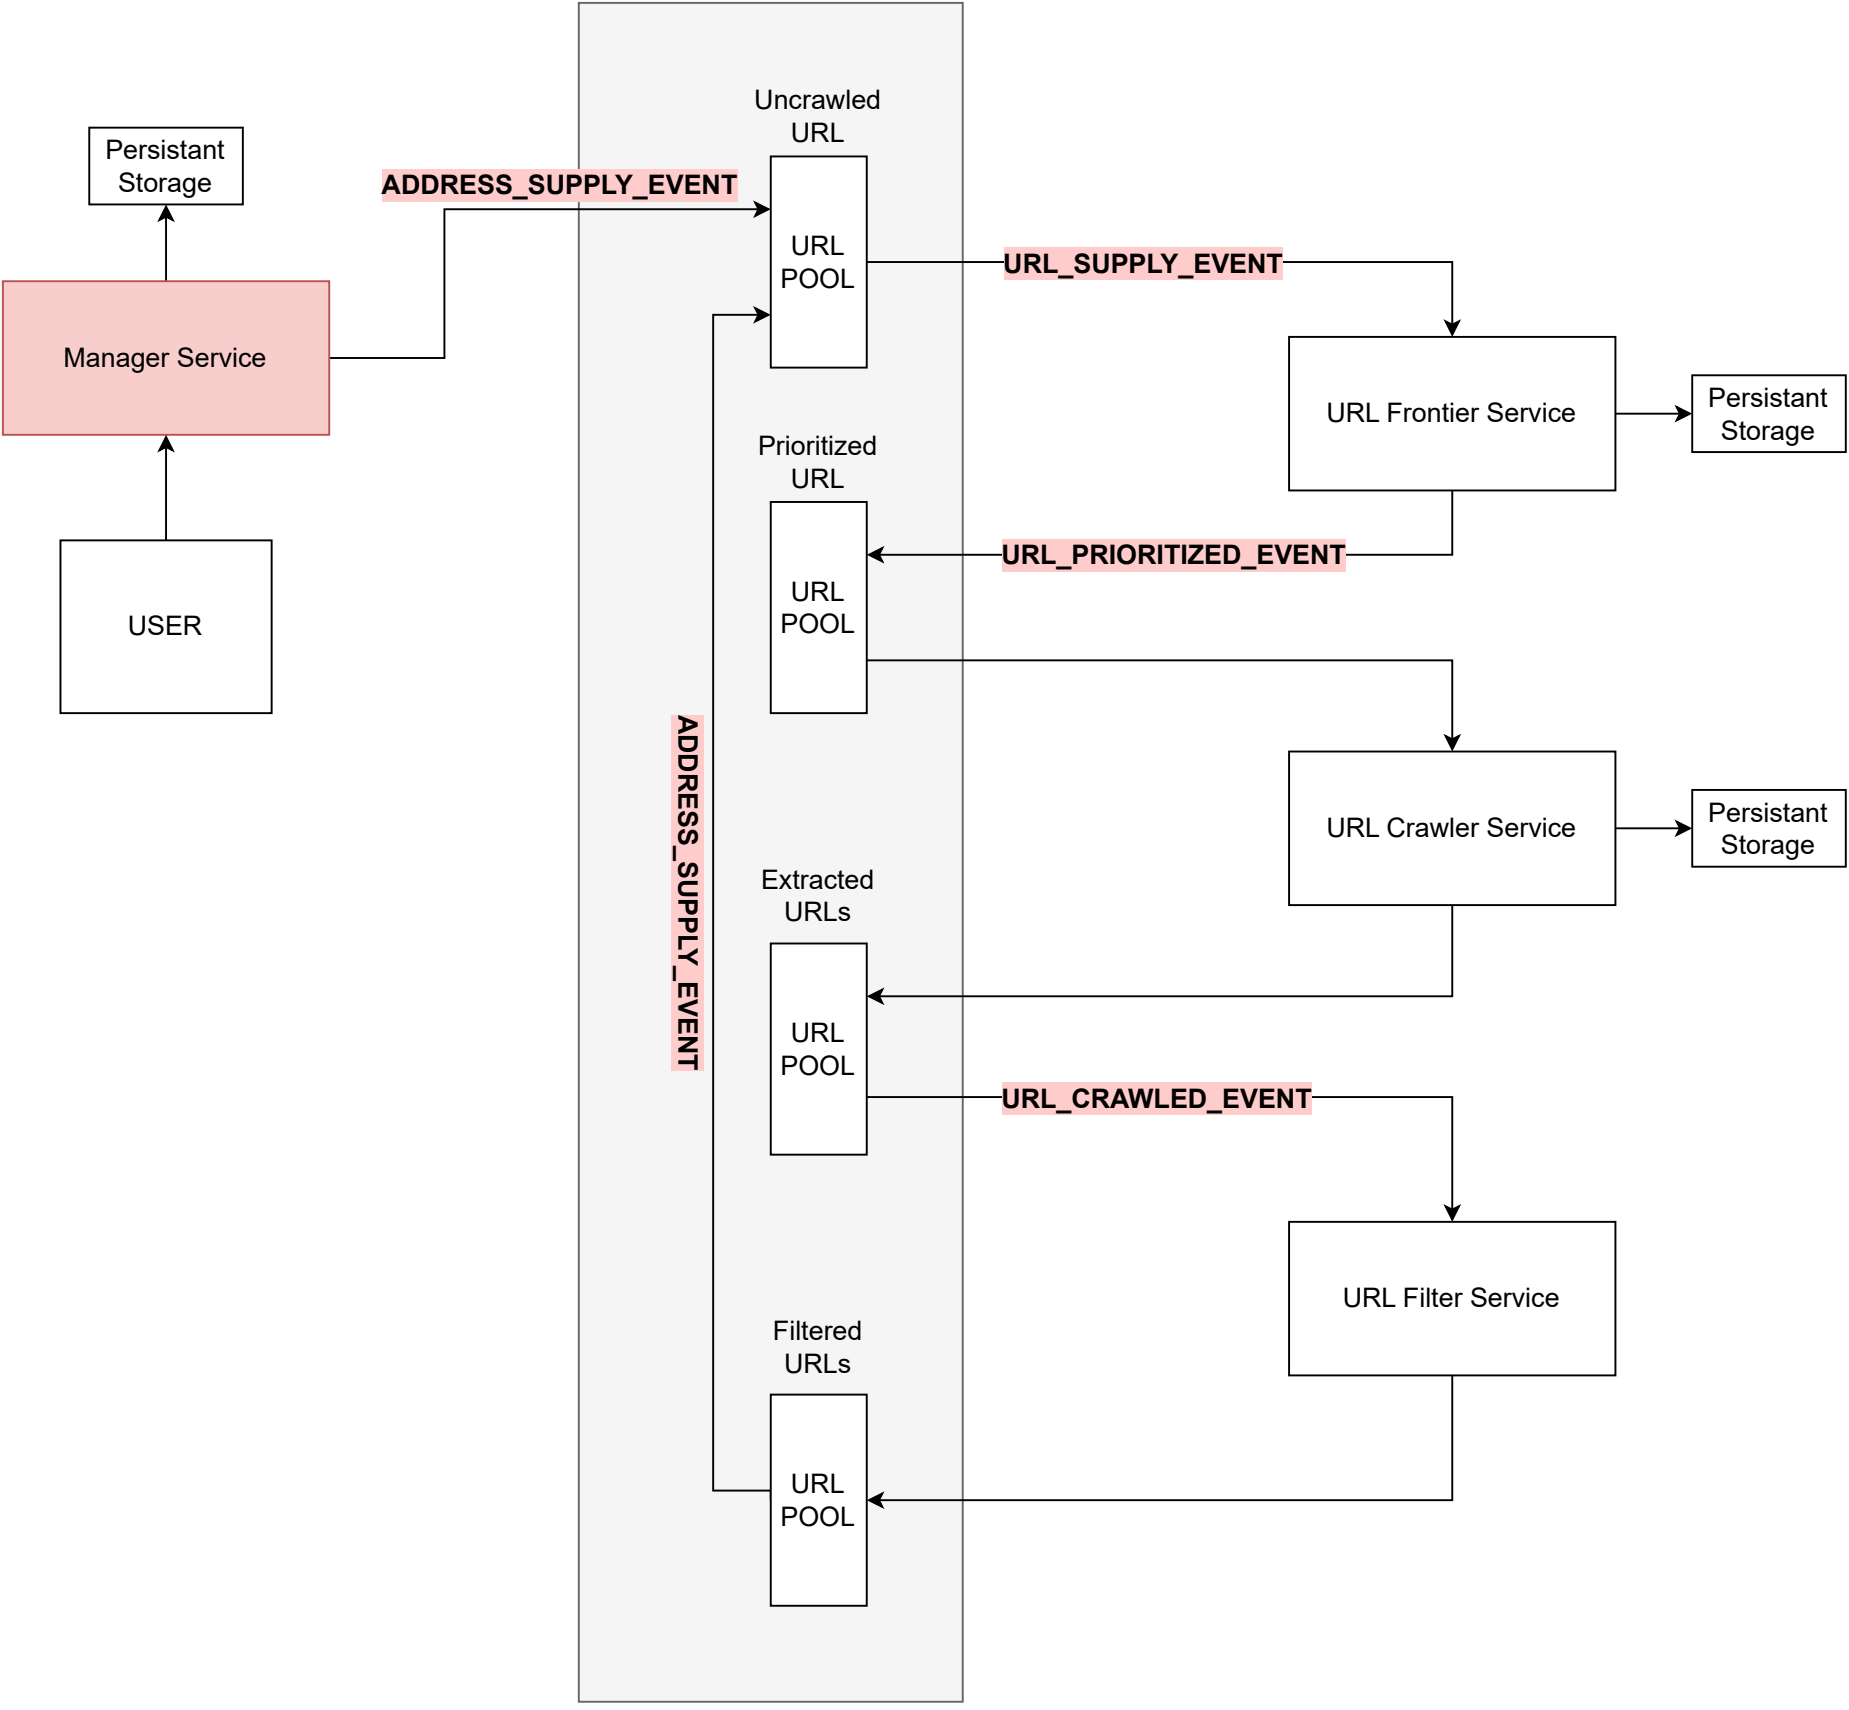 Uncrawled
URL
Persistant
Storage
ADDRESS_SUPPLY_EVENT
URL
POOL
URL_SUPPLY_EVENT
Manager Service
URL Frontier Service
Persistant
Storage
Prioritized
URL
URL_PRIORITIZED_EVENT
URL
POOL
USER
ADDRESS_SUPPLY_EVENT
URL Crawler Service
Persistant
Storage
Extracted
URLs
URL
POOL
URL_CRAWLED_EVENT
URL Filter Service
Filtered
URLs
URL
POOL